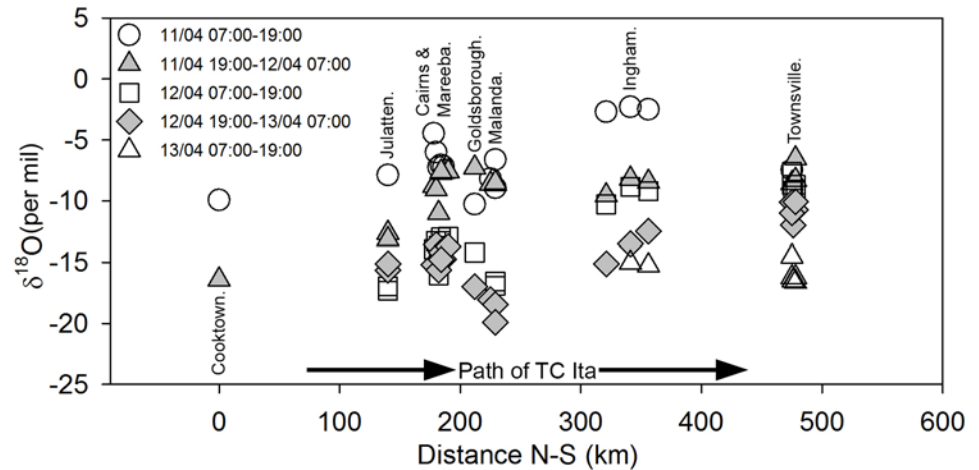 5
0
-5
-10
-15
-20
-25
δ18O(per mil)
11/04 07:00-19:00
11/04 19:00-12/04 07:00
12/04 07:00-19:00
12/04 19:00-13/04 07:00
13/04 07:00-19:00
Cooktown.
Julatten.
Cairns &
Mareeba.
Goldsborough.
Malanda.
Ingham.
Townsville.
Path of TC Ita
0 100 200 300 400 500 600
Distance N-S (km)